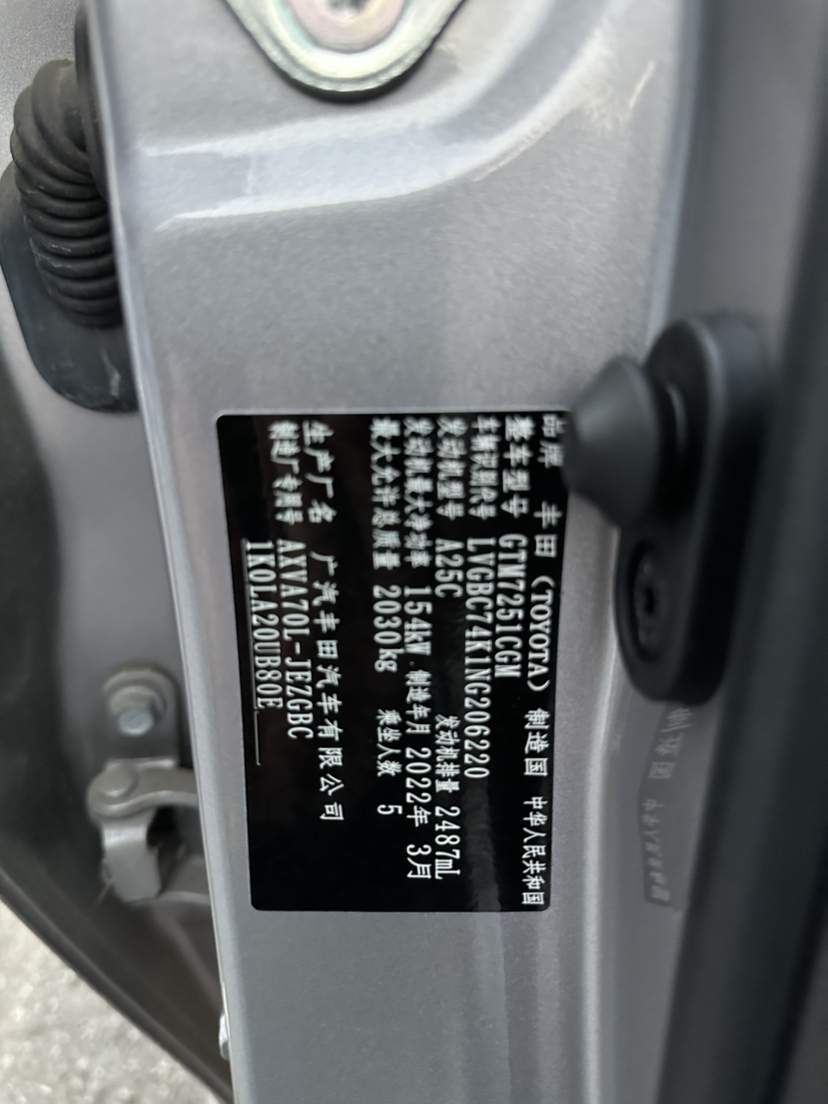 品牌 丰田（TOYOTA） 制造国 中华人民共和国
整车型号 GTM7251CGM
车辆识别代号 LVGBC74K1NG206220
发动机型号 A25C 发动机排量 2487mL
发动机最大净功率 154kW 制造年月 2022年 3月
最大允许总质量 2030kg 乘坐人数 5
生产厂名 广汽丰田汽车有限公司
制造厂专用号 AXVA70L-JEZGBC
1K0LA20UB80E